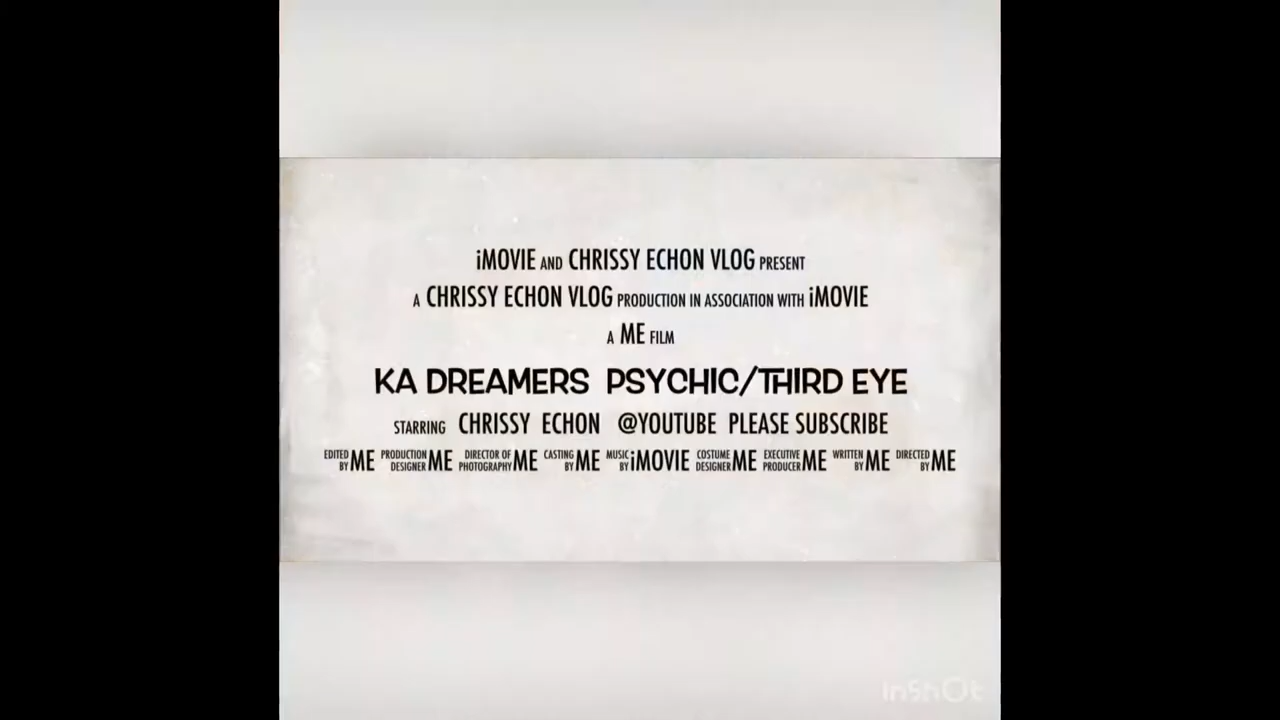 iMOVIE AND CHRISSY ECHON VLOG PRESENT
A CHRISSY ECHON VLOG PRODUCTION IN ASSOCIATION WITH iMOVIE
A ME FILM
KA DREAMERS PSYCHIC/THIRD EYE
STARRING CHRISSY ECHON @YOUTUBE PLEASE SUBSCRIBE
EDITED BY ME PRODUCTION DESIGNER ME DIRECTOR OF PHOTOGRAPHY ME CASTING BY ME MUSIC BY iMOVIE COSTUME DESIGNER ME EXECUTIVE PRODUCER ME WRITTEN BY ME DIRECTED BY ME
InShOt